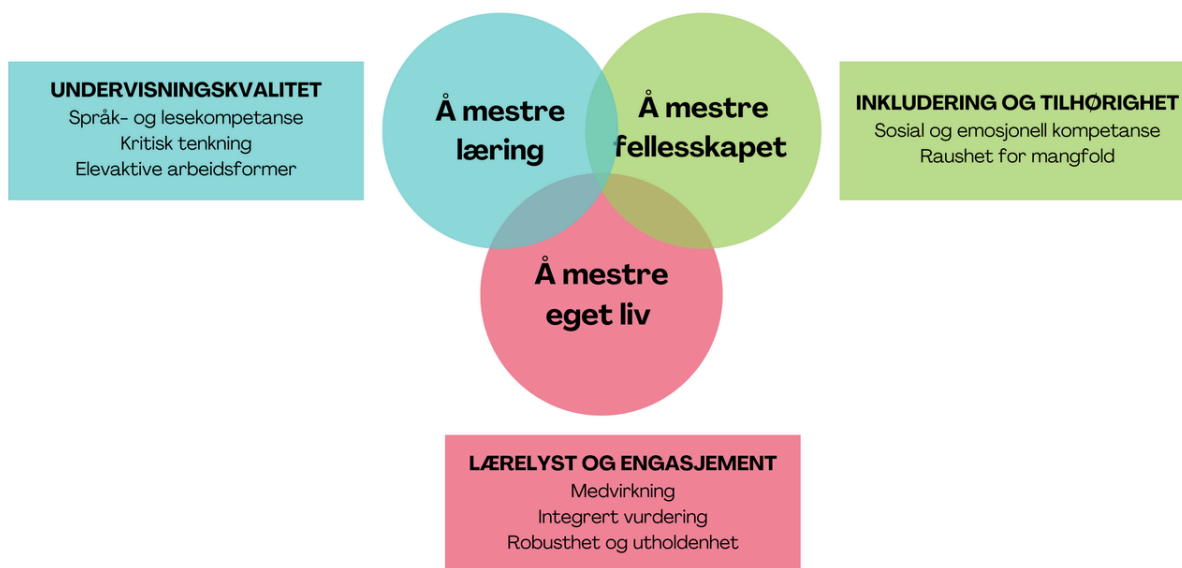 UNDERVISNINGSKVALITET
Språk- og lesekompetanse
Kritisk tenkning
Elevaktive arbeidsformer
Å mestre
læring
Å mestre
fellesskapet
INKLUDERING OG TILHØRIGHET
Sosial og emosjonell kompetanse
Raushet for mangfold
Å mestre
eget liv
LÆRELYST OG ENGASJEMENT
Medvirkning
Integrert vurdering
Robusthet og utholdenhet